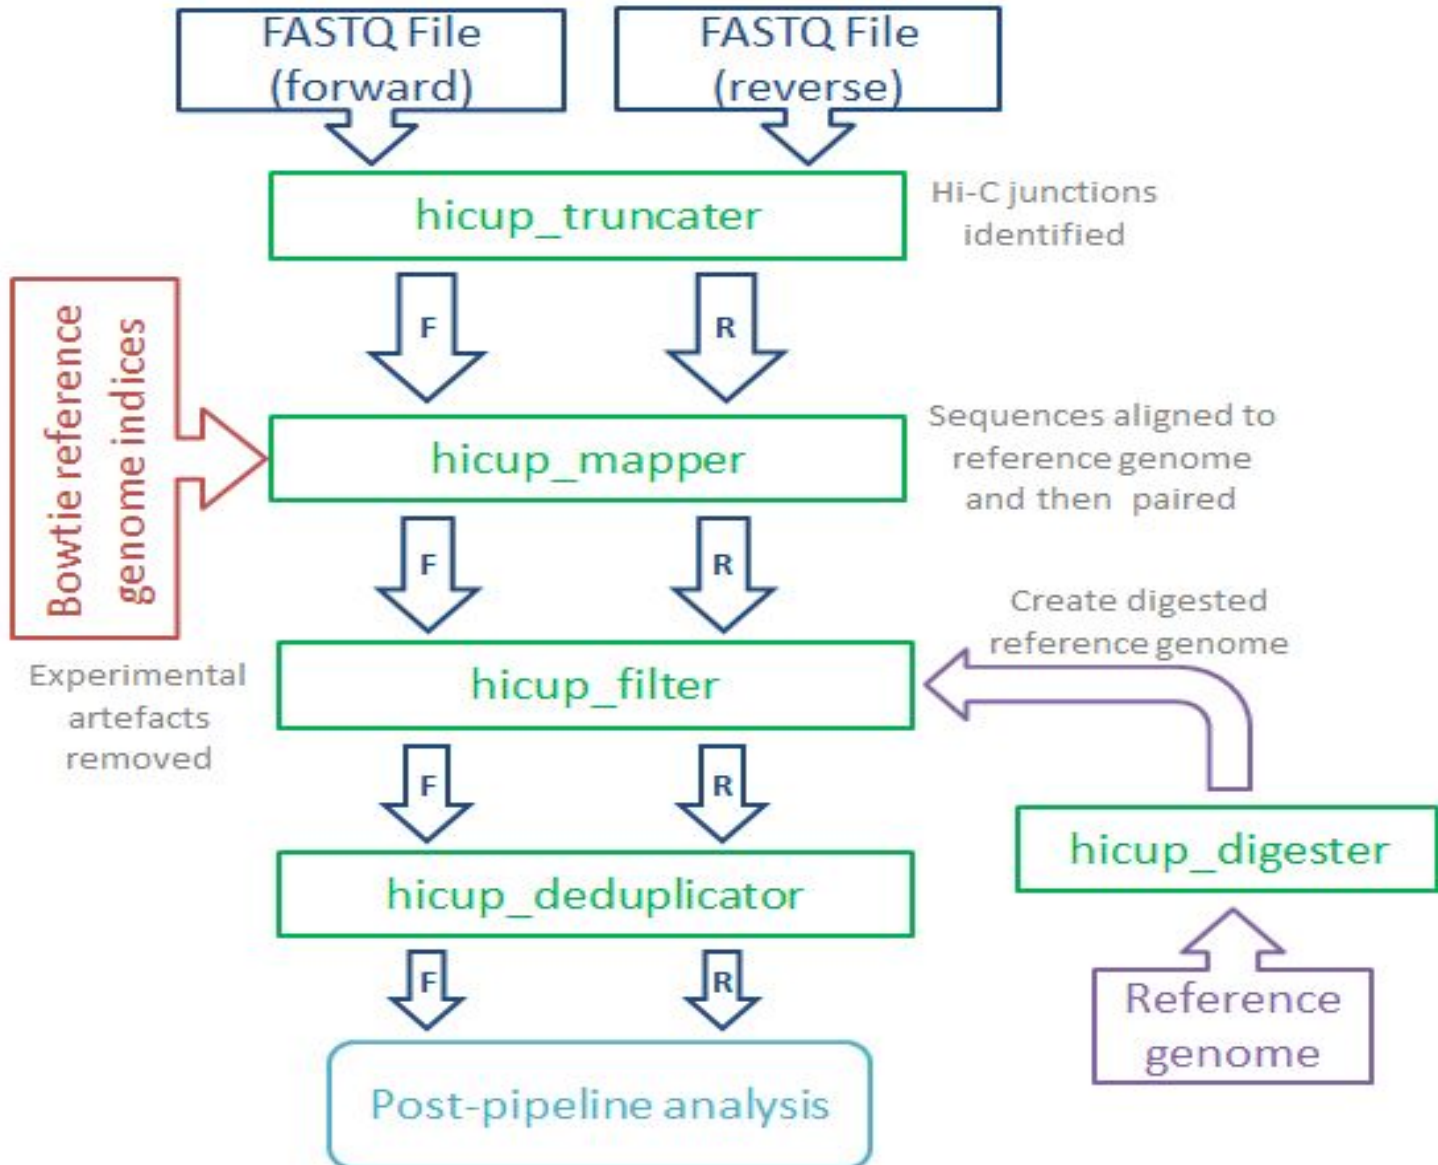 FASTQ File
(forward)
FASTQ File
(reverse)
hicup_truncater
Hi-C junctions
identified
F
R
Bowtie reference
genome indices
hicup_mapper
Sequences aligned to
reference genome
and then paired
F
R
Create digested
reference genome
Experimental
artefacts
removed
hicup_filter
F
R
hicup_digester
hicup_deduplicator
F
R
Reference
genome
Post-pipeline analysis